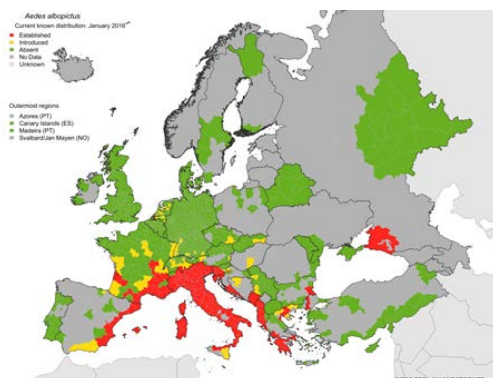 Aedes albopictus
Current known distribution: January 2016
Established
Introduced
Absent
No Data
Unknown
Outermost regions
Azores (PT)
Canary Islands (ES)
Madeira (PT)
Svalbard/Jan Mayen (NO)